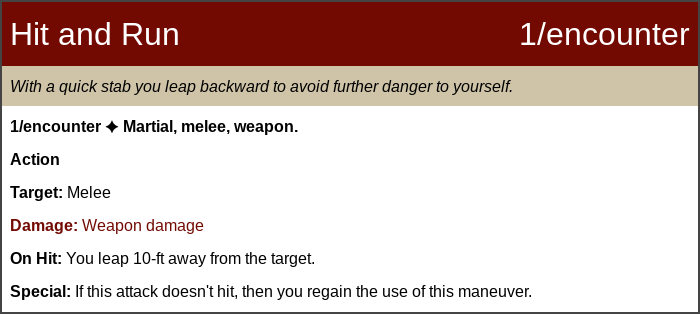 Hit and Run 1/encounter
With a quick stab you leap backward to avoid further danger to yourself.
1/encounter ✦ Martial, melee, weapon.
Action
Target: Melee
Damage: Weapon damage
On Hit: You leap 10-ft away from the target.
Special: If this attack doesn't hit, then you regain the use of this maneuver.